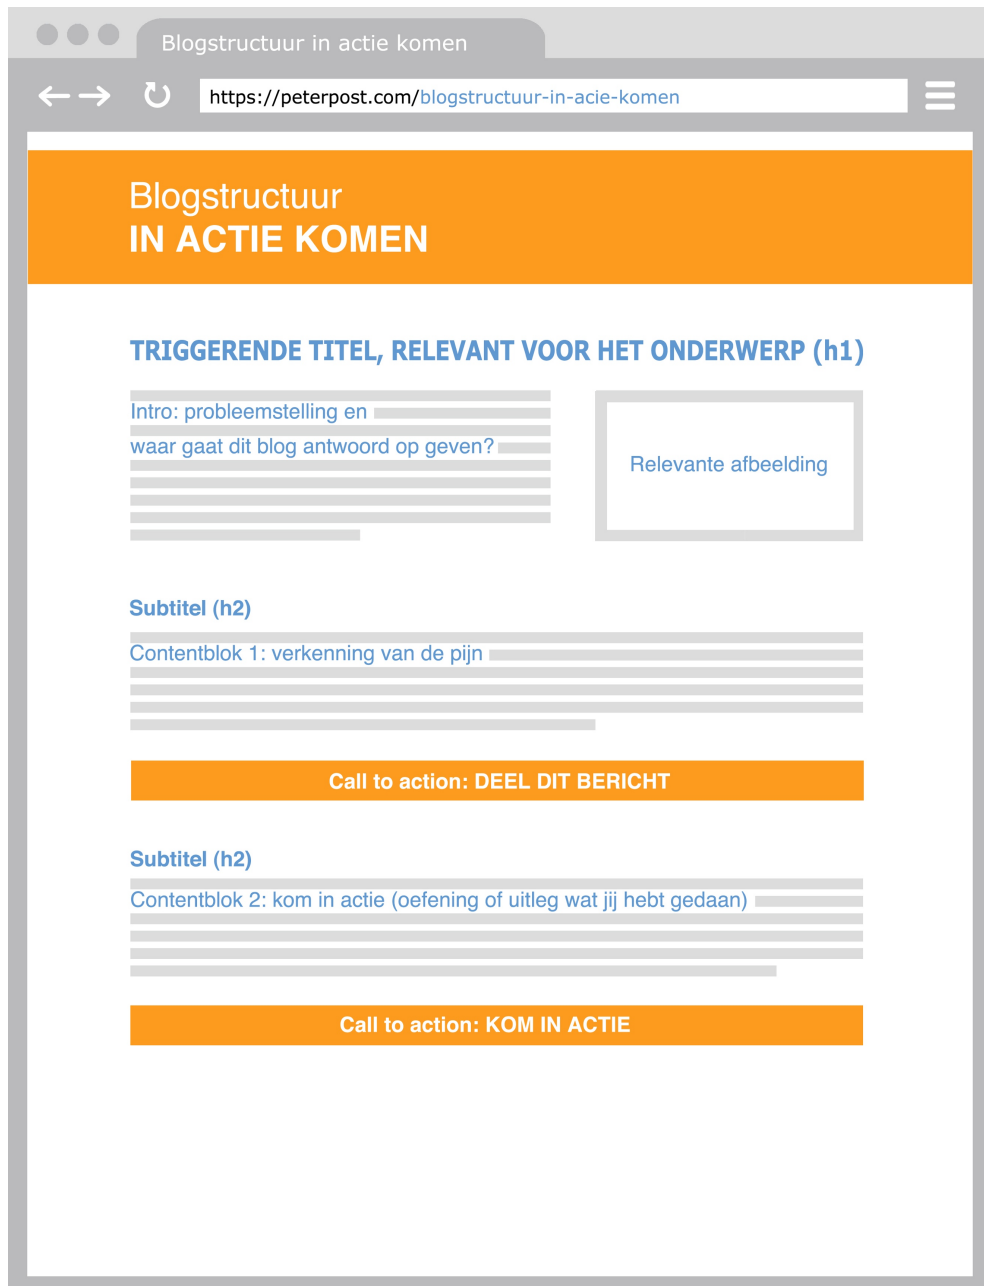 Blogstructuur in actie komen
https://peterpost.com/blogstructuur-in-acie-komen
Blogstructuur
IN ACTIE KOMEN
TRIGGERENDE TITEL, RELEVANT VOOR HET ONDERWERP (h1)
Intro: probleemstelling en
waar gaat dit blog antwoord op geven?
Relevante afbeelding
Subtitel (h2)
Contentblok 1: verkenning van de pijn
Call to action: DEEL DIT BERICHT
Subtitel (h2)
Contentblok 2: kom in actie (oefening of uitleg wat jij hebt gedaan)
Call to action: KOM IN ACTIE